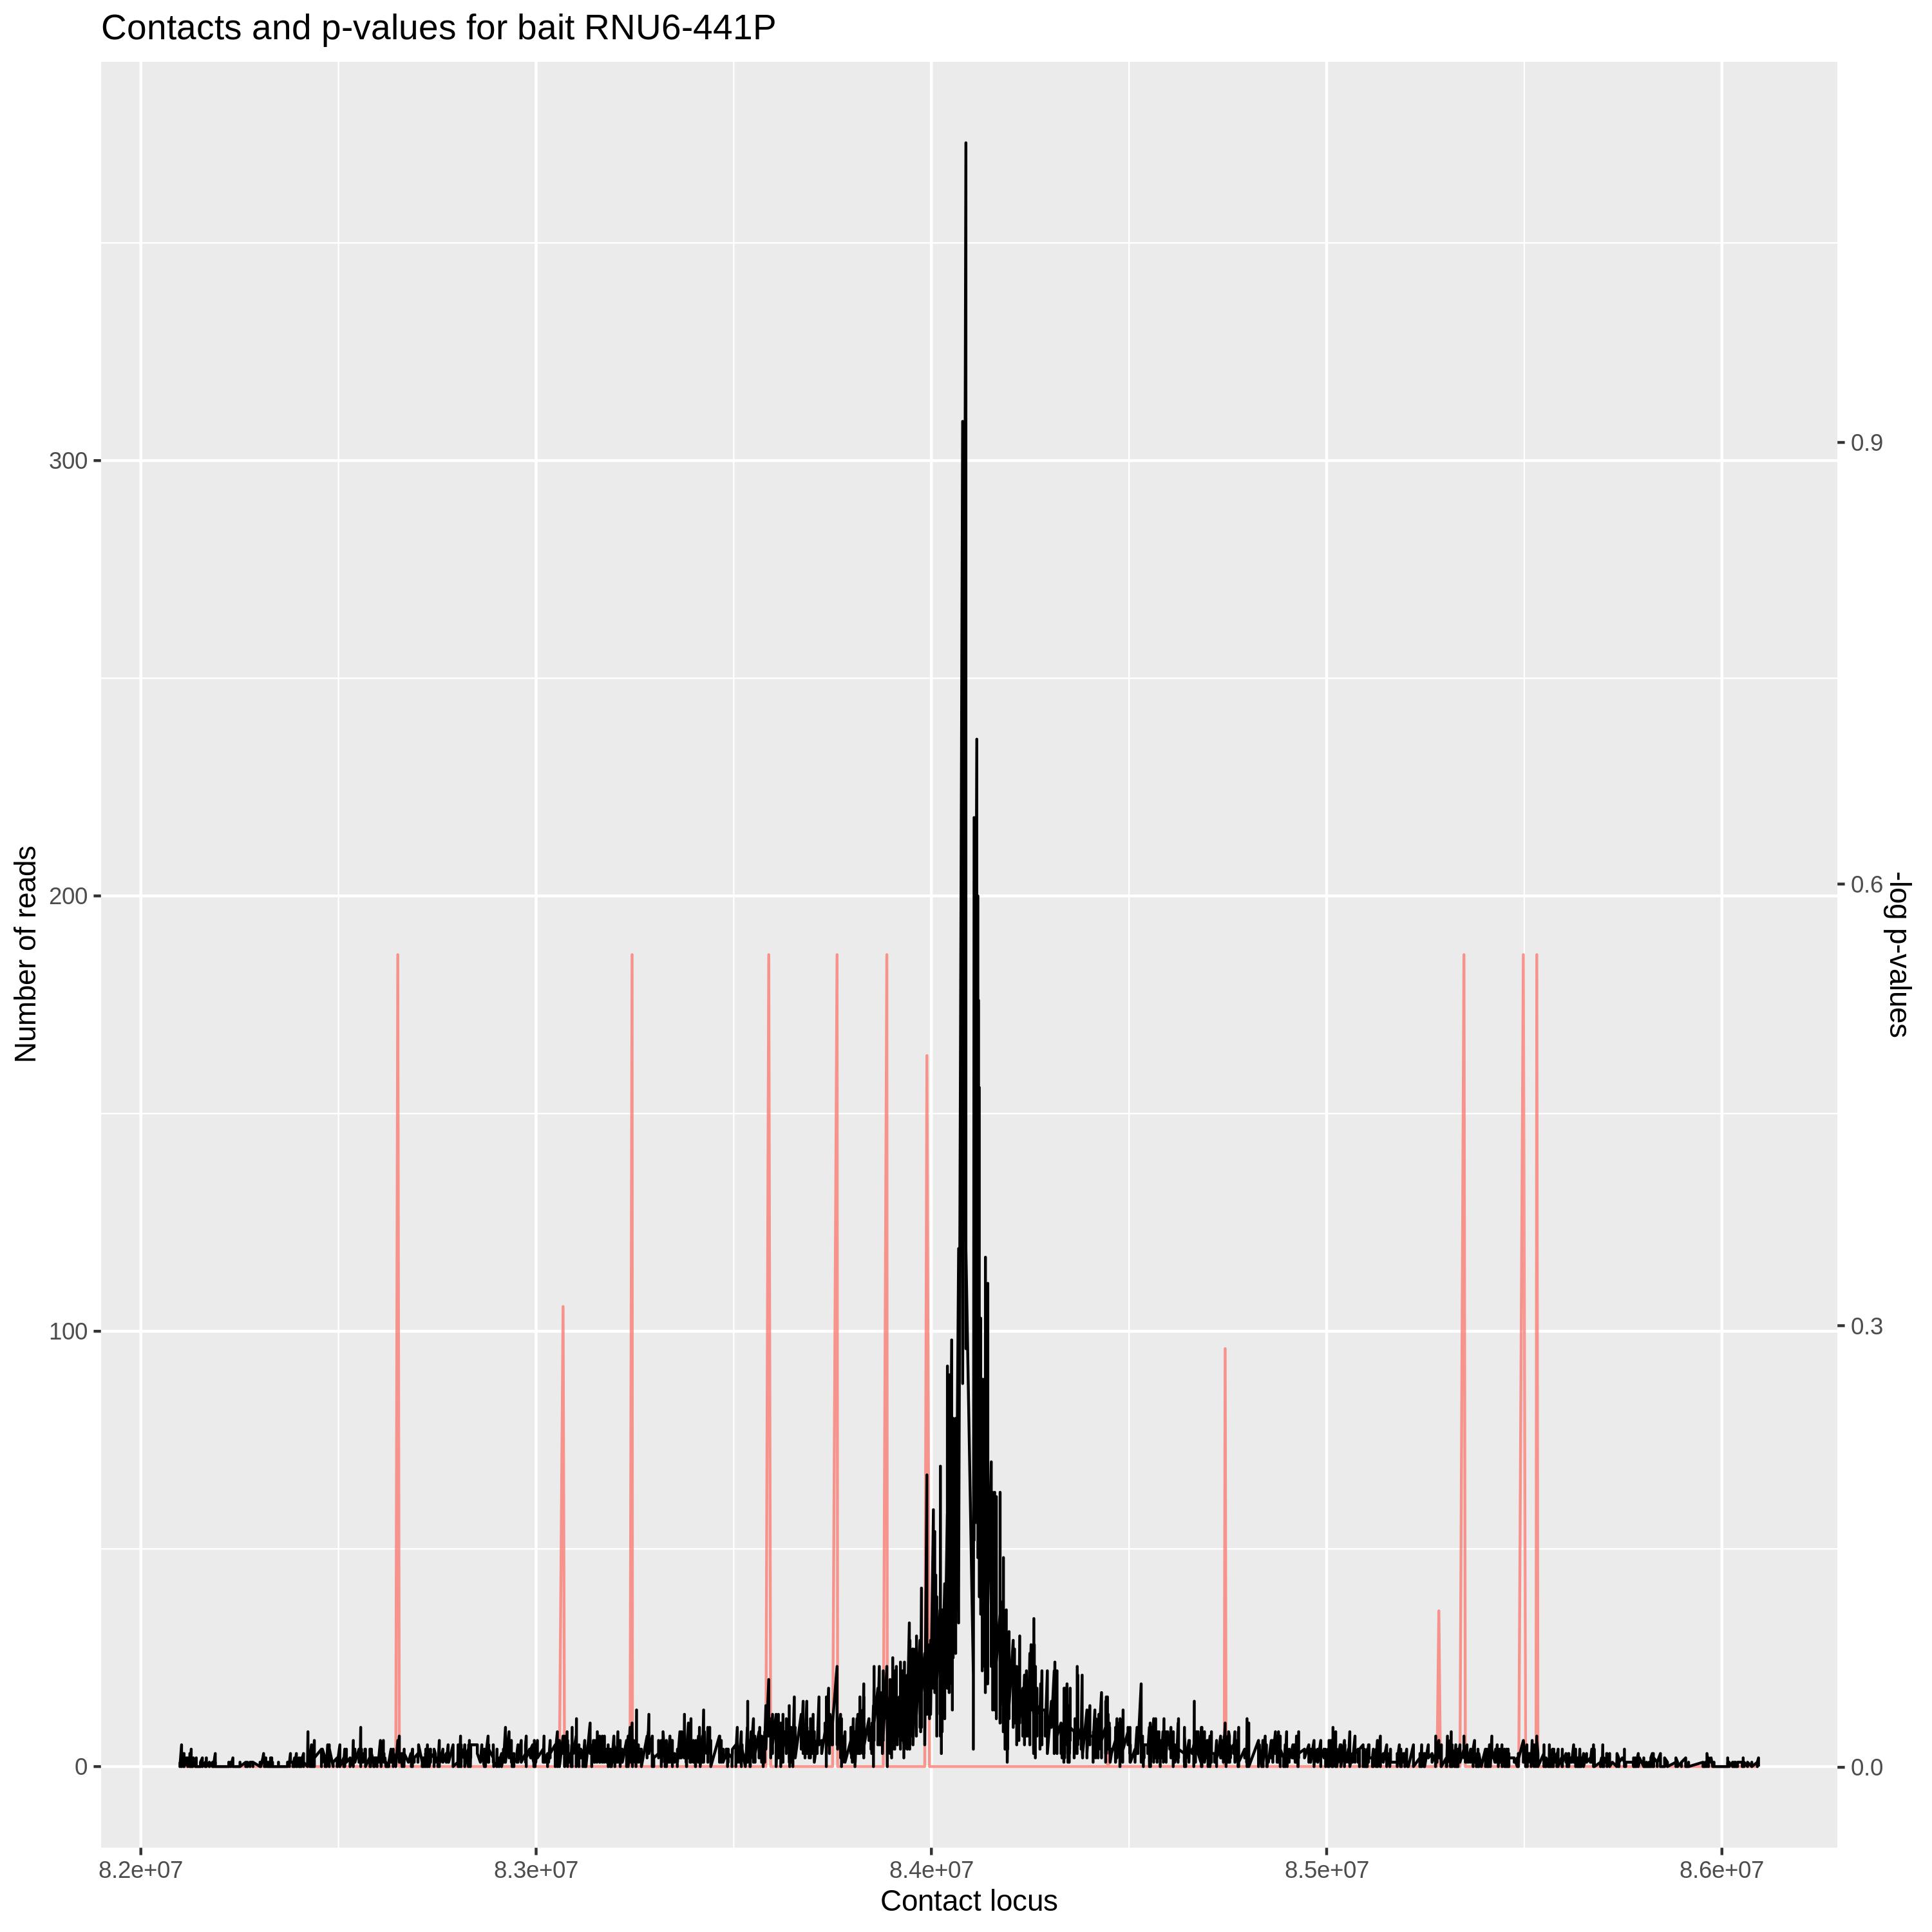 Contacts and p-values for bait RNU6-441P
300
200
100
0
Number of reads
0.9
0.6
0.3
0.0
-log p-values
8.2e+07
8.3e+07
8.4e+07
8.5e+07
8.6e+07
Contact locus